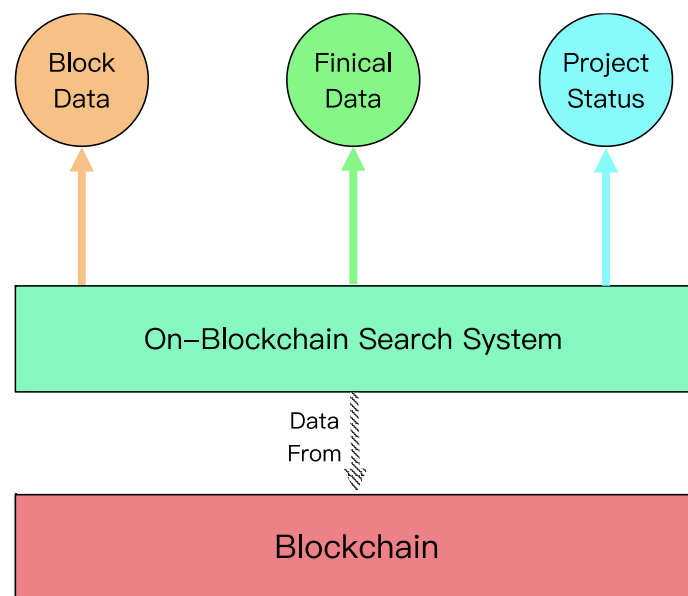 Block
Data
Finical
Data
Project
Status
On-Blockchain Search System
Data
From
Blockchain